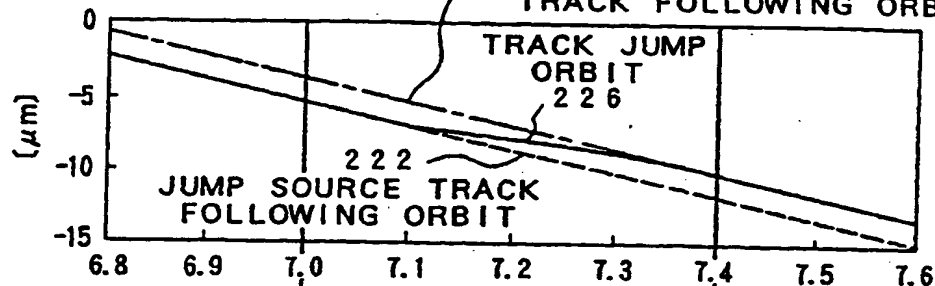 TRACK FOLLOWING ORB
0
TRACK JUMP
ORBIT
226
-5
(μm)
-10
222
JUMP SOURCE TRACK
FOLLOWING ORBIT
-15
6.8 6.9 7.0 7.1 7.2 7.3 7.4 7.5 7.6